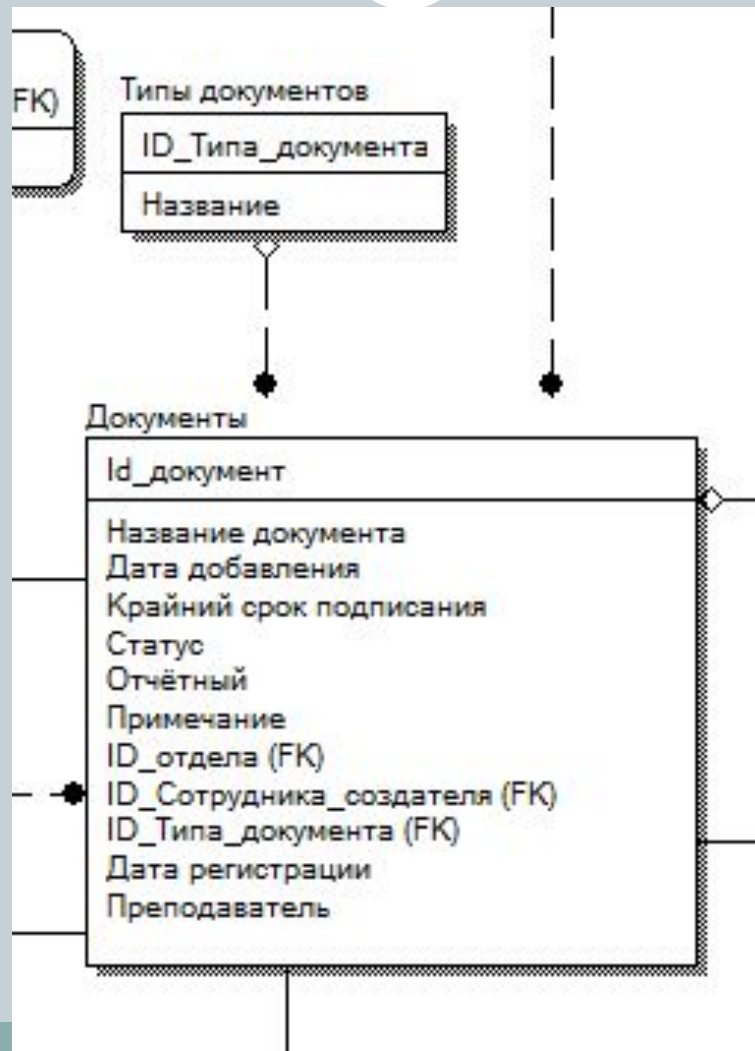 FK)
Типы документов
ID_Типа_документа
Название
Документы
Id_документ
Название документа
Дата добавления
Крайний срок подписания
Статус
Отчётный
Примечание
ID_отдела (FK)
ID_Сотрудника_создателя (FK)
ID_Типа_документа (FK)
Дата регистрации
Преподаватель